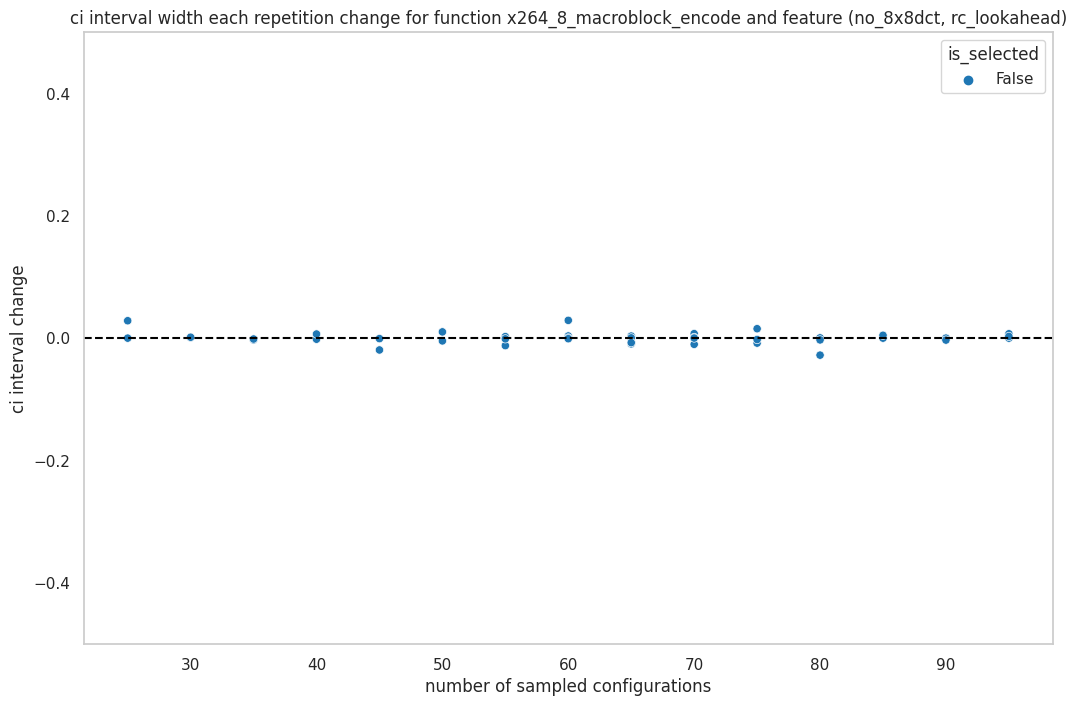 ci interval width each repetition change for function x264_8_macroblock_encode and feature (no_8x8dct, rc_lookahead)
is_selected
False
0.4
0.2
0.0
−0.2
−0.4
ci interval change
30 40 50 60 70 80 90
number of sampled configurations